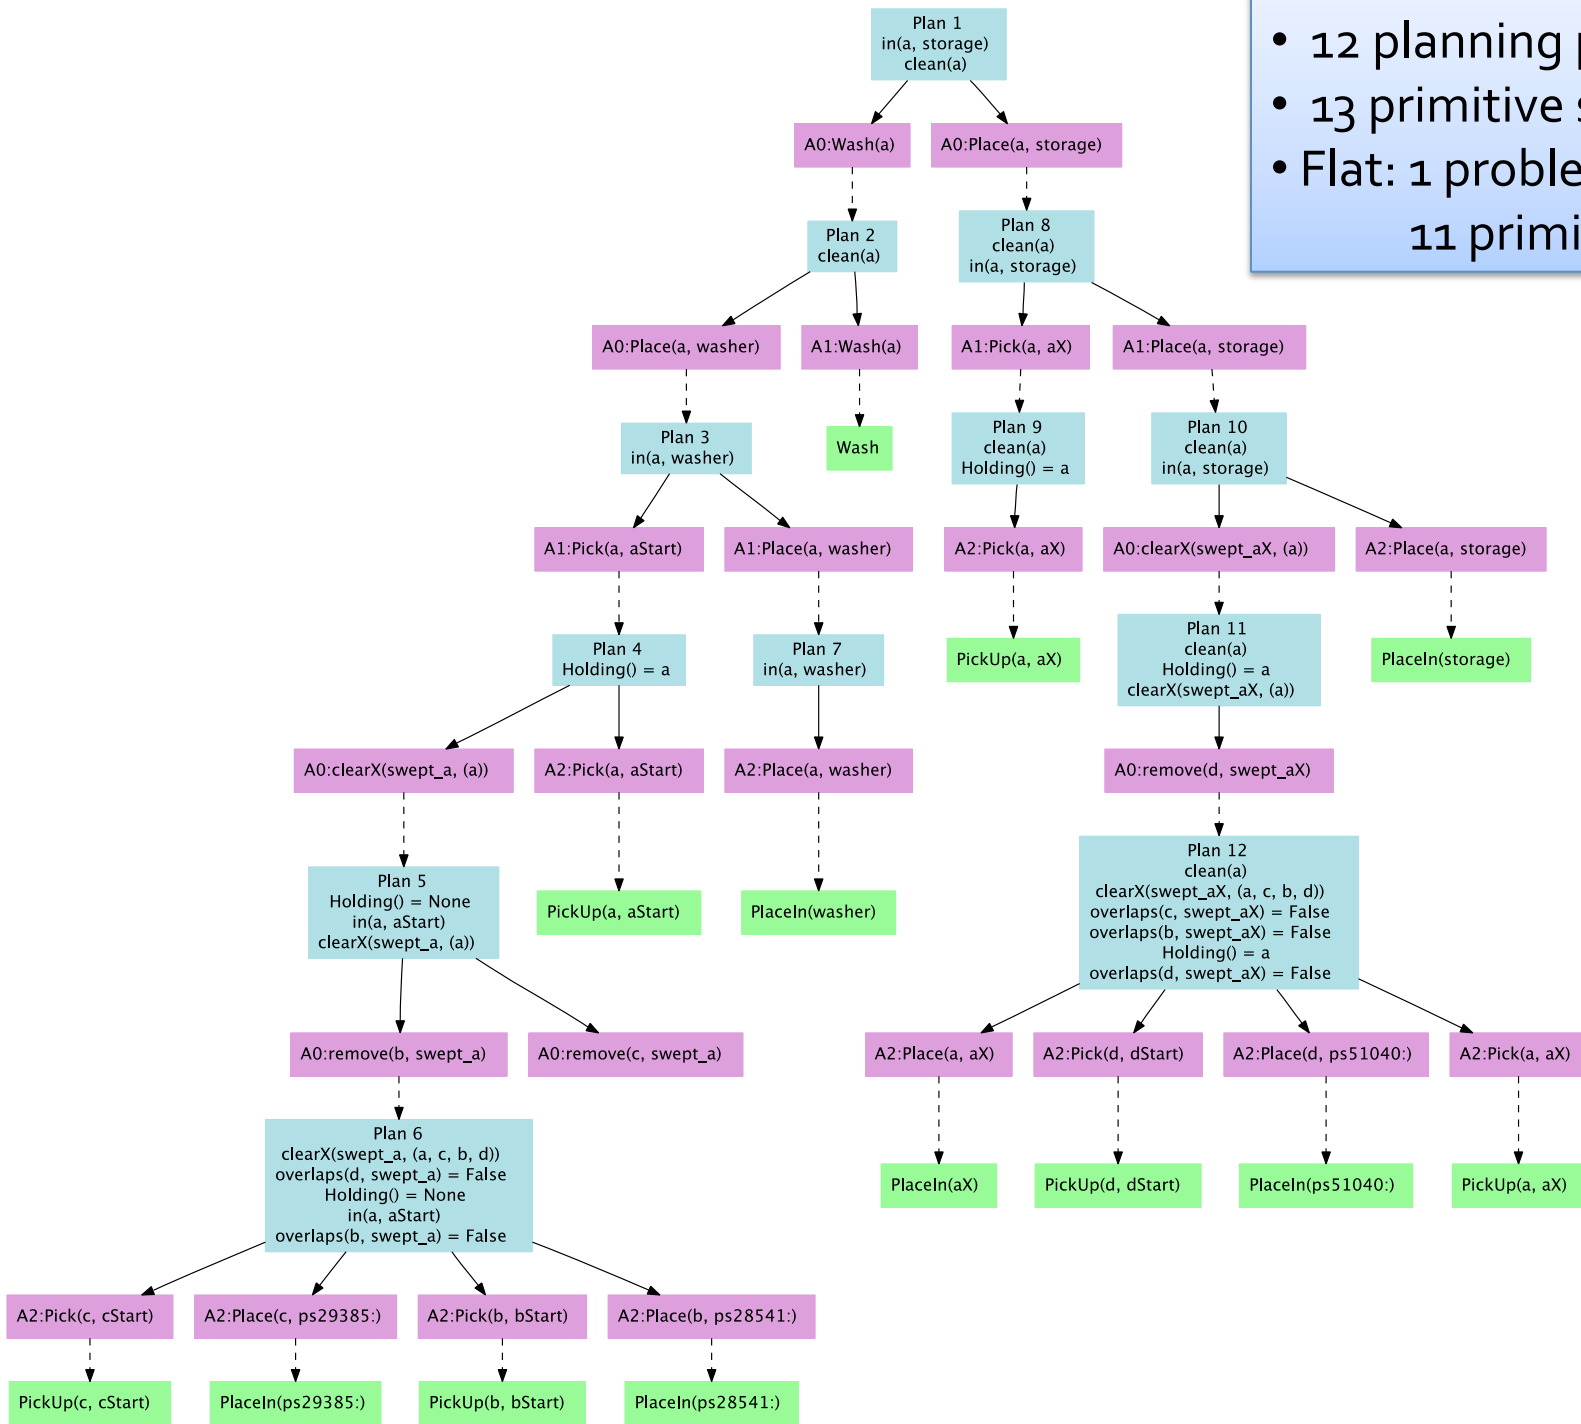 Plan 1
in(a, storage)
clean(a)
• 12 planning
• 13 primitive
• Flat: 1
11
A0:Wash(a)
A0:Place(a, storage)
Plan 2
clean(a)
Plan 8
clean(a)
in(a, storage)
A0:Place(a, washer)
A1:Wash(a)
A1:Pick(a, aX)
A1:Place(a, storage)
Plan 3
in(a, washer)
Wash
Plan 9
clean(a)
Holding() = a
Plan 10
clean(a)
in(a, storage)
A1:Pick(a, aStart)
A1:Place(a, washer)
A2:Pick(a, aX)
A0:clearX(swept_aX, (a))
A2:Place(a, storage)
Plan 4
Holding() = a
Plan 7
in(a, washer)
PickUp(a, aX)
Plan 11
clean(a)
Holding() = a
clearX(swept_aX, (a))
PlaceIn(storage)
A0:clearX(swept_a, (a))
A2:Pick(a, aStart)
A2:Place(a, washer)
A0:remove(d, swept_aX)
Plan 5
Holding() = None
in(a, aStart)
clearX(swept_a, (a))
PickUp(a, aStart)
PlaceIn(washer)
Plan 12
clean(a)
clearX(swept_aX, (a, c, b, d))
overlaps(c, swept_aX) = False
overlaps(b, swept_aX) = False
Holding() = a
overlaps(d, swept_aX) = False
A0:remove(b, swept_a)
A0:remove(c, swept_a)
A2:Place(a, aX)
A2:Pick(d, dStart)
A2:Place(d, ps51040:)
A2:Pick(a, aX)
Plan 6
clearX(swept_a, (a, c, b, d))
overlaps(d, swept_a) = False
Holding() = None
in(a, aStart)
overlaps(b, swept_a) = False
PlaceIn(aX)
PickUp(d, dStart)
PlaceIn(ps51040:)
PickUp(a, aX)
A2:Pick(c, cStart)
A2:Place(c, ps29385:)
A2:Pick(b, bStart)
A2:Place(b, ps28541:)
PickUp(c, cStart)
PlaceIn(ps29385:)
PickUp(b, bStart)
PlaceIn(ps28541:)